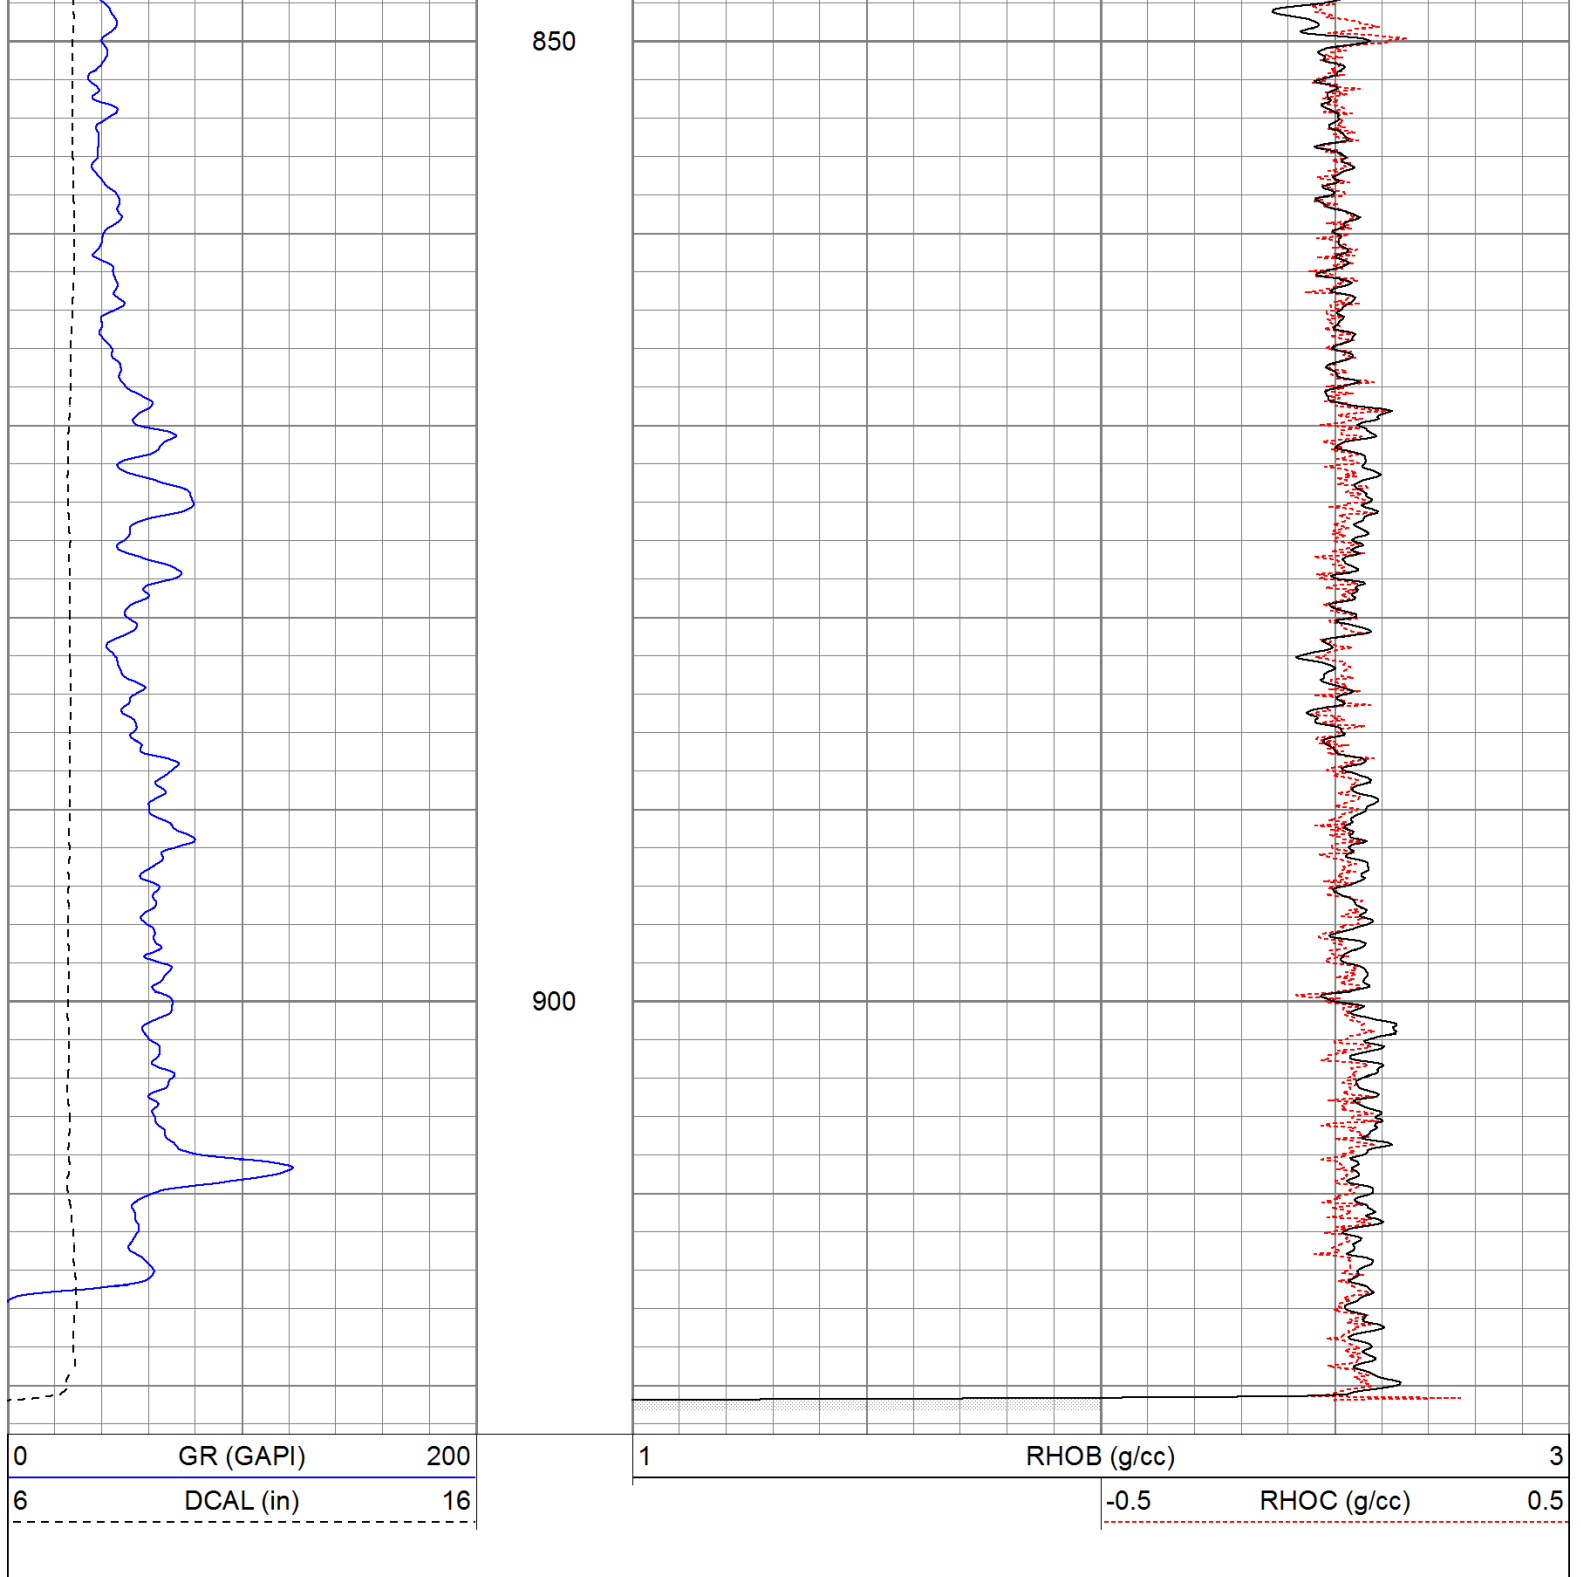 850
900
0 GR (GAPI) 200
1 RHOB (g/cc) 3
6 DCAL (in) 16
-0.5 RHOC (g/cc) 0.5